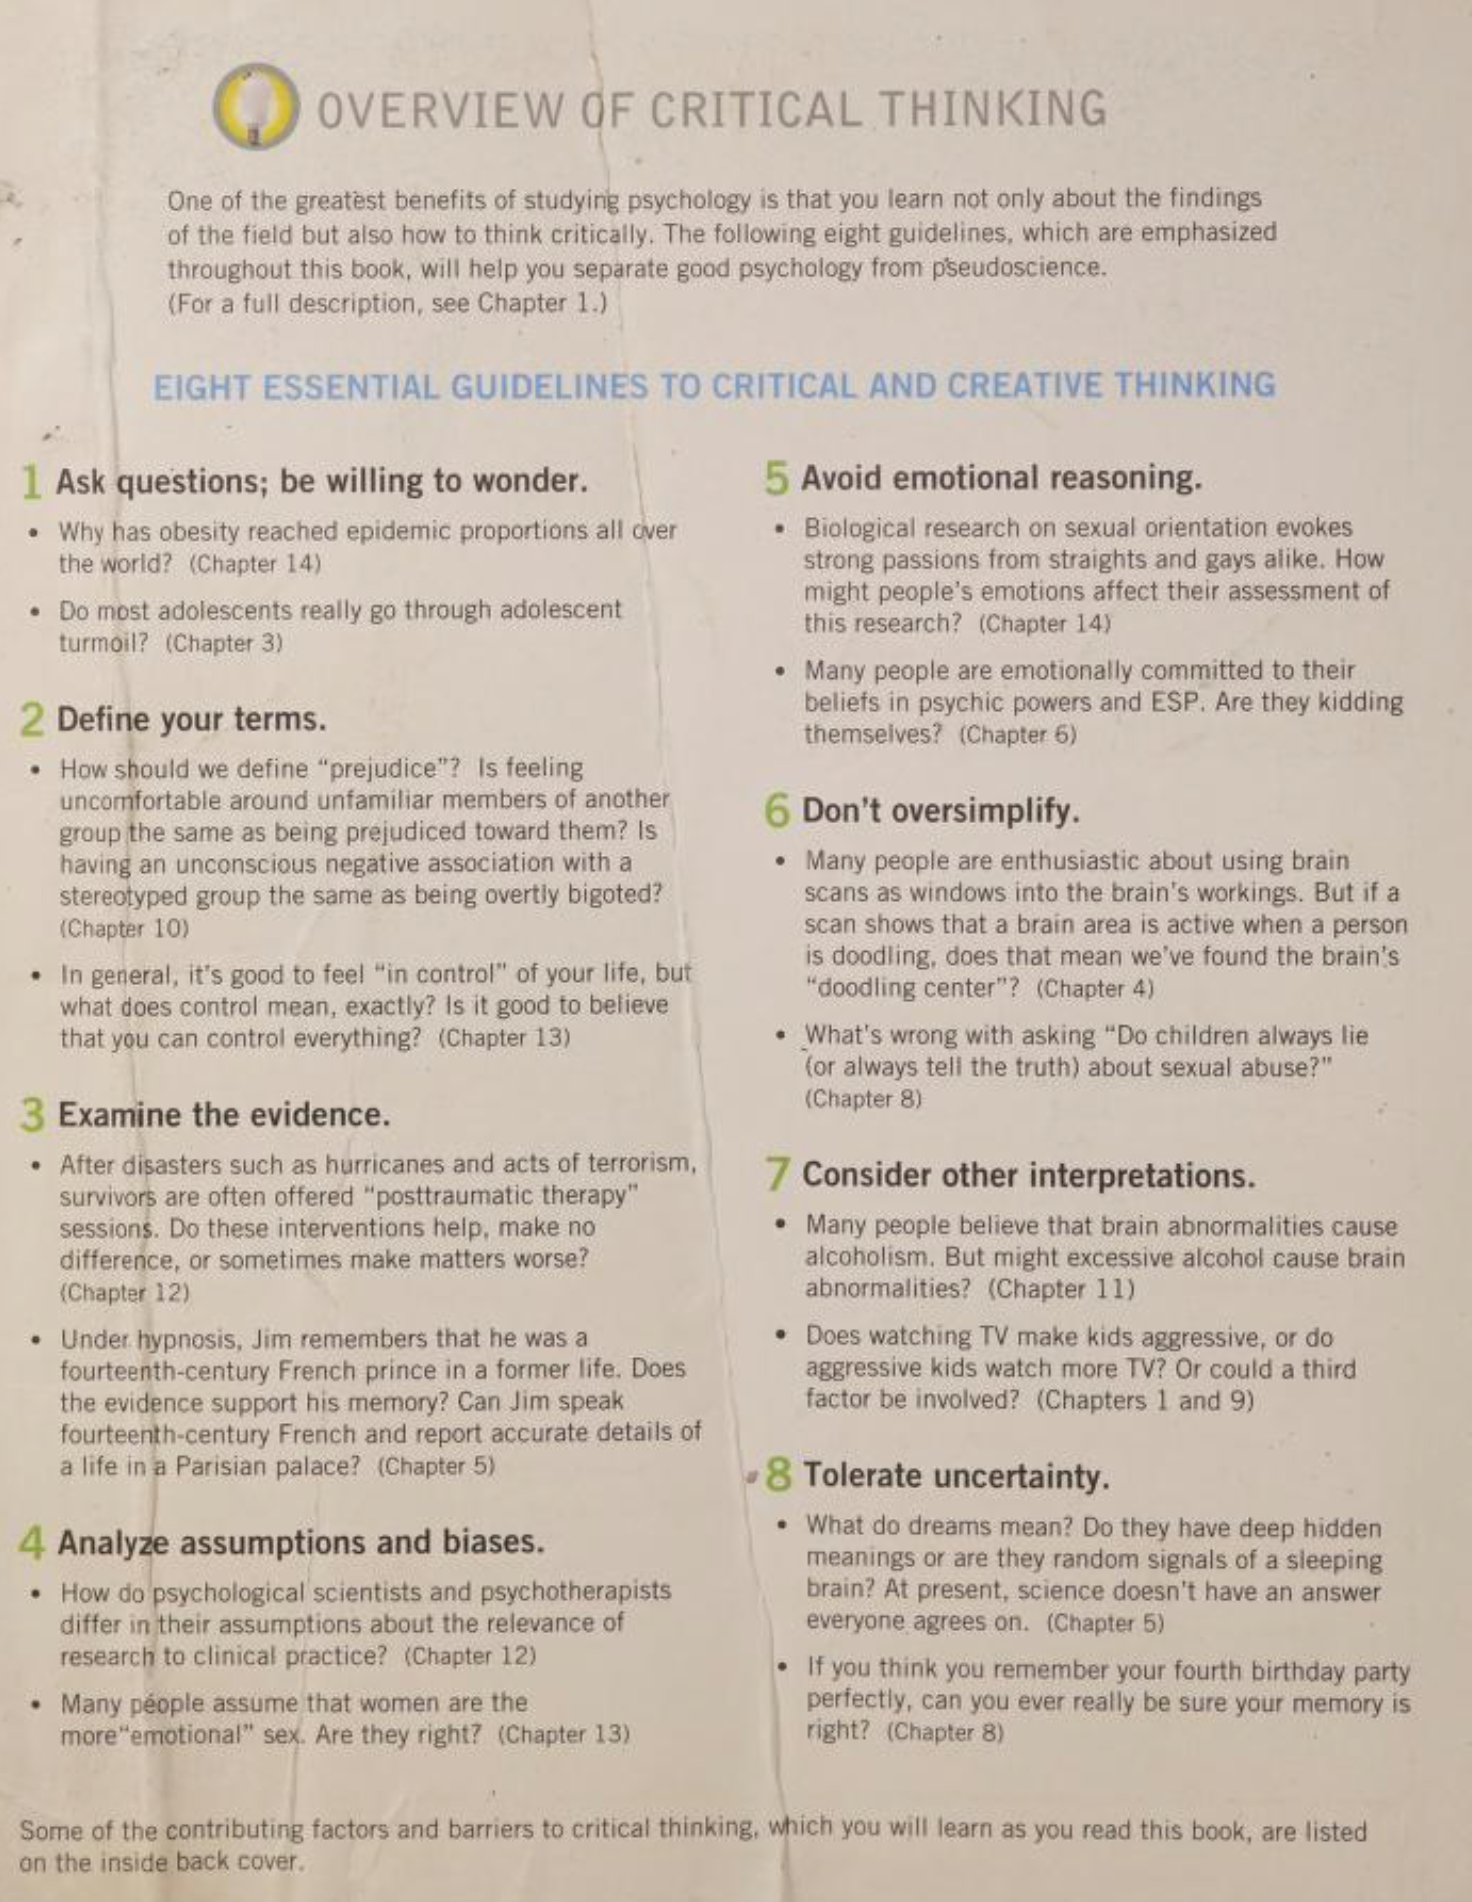 OVERVIEW OF CRITICAL THINKING
One of the greatest benefits of studying psychology is that you learn not only about the findings
of the field but also how to think critically. The following eight guidelines, which are emphasized
throughout this book, will help you separate good psychology from pseudoscience.
(For a full description, see Chapter 1.)
EIGHT ESSENTIAL GUIDELINES TO CRITICAL AND CREATIVE THINKING
1 Ask questions; be willing to wonder.
• Why has obesity reached epidemic proportions all over
the world? (Chapter 14)
• Do most adolescents really go through adolescent
turmoil? (Chapter 3)
2 Define your terms.
• How should we define "prejudice"? Is feeling
uncomfortable around unfamiliar members of another
group the same as being prejudiced toward them? Is
having an unconscious negative association with a
stereotyped group the same as being overtly bigoted?
(Chapter 10)
• In general, it's good to feel "in control" of your life, but
what does control mean, exactly? Is it good to believe
that you can control everything? (Chapter 13)
3 Examine the evidence.
• After disasters such as hurricanes and acts of terrorism,
survivors are often offered "posttraumatic therapy"
sessions. Do these interventions help, make no
difference, or sometimes make matters worse?
(Chapter 12)
• Under hypnosis, Jim remembers that he was a
fourteenth-century French prince in a former life. Does
the evidence support his memory? Can Jim speak
fourteenth-century French and report accurate details of
a life in a Parisian palace? (Chapter 5)
4 Analyze assumptions and biases.
• How do psychological scientists and psychotherapists
differ in their assumptions about the relevance of
research to clinical practice? (Chapter 12)
• Many people assume that women are the
more"emotional" sex. Are they right? (Chapter 13)
5 Avoid emotional reasoning.
• Biological research on sexual orientation evokes
strong passions from straights and gays alike. How
might people's emotions affect their assessment of
this research? (Chapter 14)
• Many people are emotionally committed to their
beliefs in psychic powers and ESP. Are they kidding
themselves? (Chapter 6)
6 Don't oversimplify.
• Many people are enthusiastic about using brain
scans as windows into the brain's workings. But if a
scan shows that a brain area is active when a person
is doodling, does that mean we've found the brain's
"doodling center"? (Chapter 4)
• What's wrong with asking "Do children always lie
(or always tell the truth) about sexual abuse?"
(Chapter 8)
7 Consider other interpretations.
• Many people believe that brain abnormalities cause
alcoholism. But might excessive alcohol cause brain
abnormalities? (Chapter 11)
• Does watching TV make kids aggressive, or do
aggressive kids watch more TV? Or could a third
factor be involved? (Chapters 1 and 9)
8 Tolerate uncertainty.
• What do dreams mean? Do they have deep hidden
meanings or are they random signals of a sleeping
brain? At present, science doesn't have an answer
everyone agrees on. (Chapter 5)
• If you think you remember your fourth birthday party
perfectly, can you ever really be sure your memory is
right? (Chapter 8)
Some of the contributing factors and barriers to critical thinking, which you will learn as you read this book, are listed
on the inside back cover.